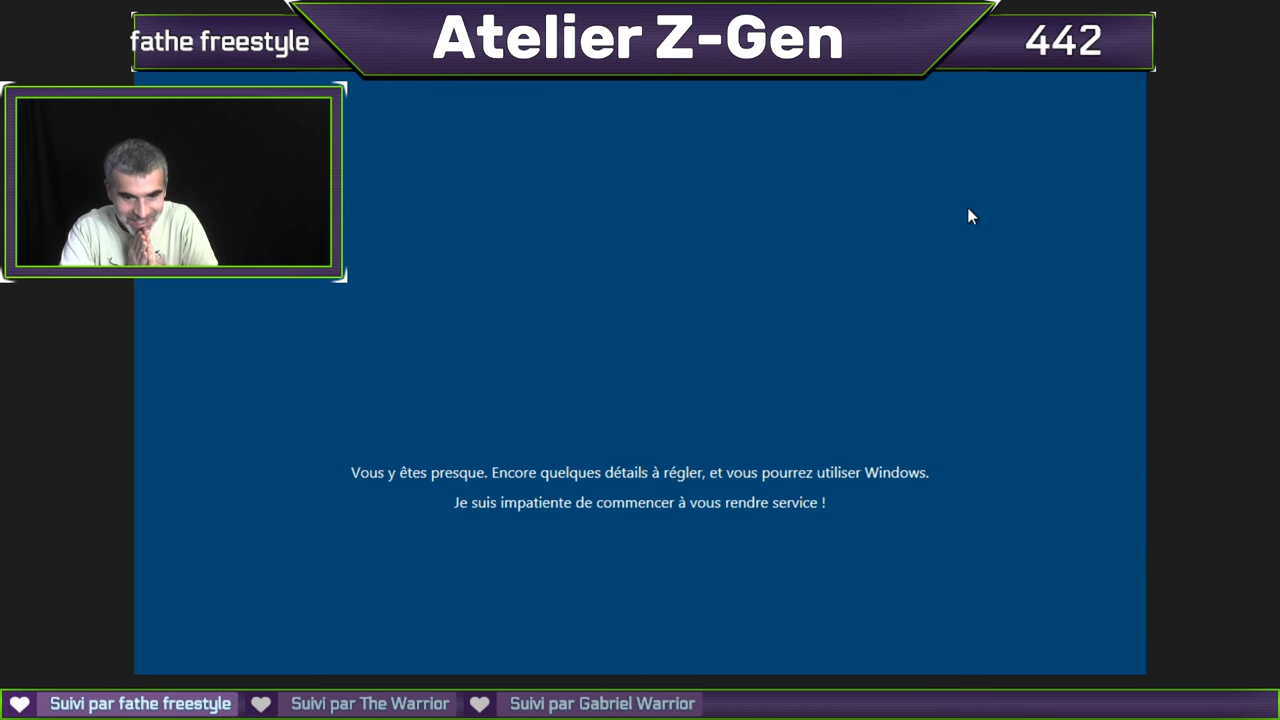 fathe freestyle
Atelier Z-Gen
442
Vous y êtes presque. Encore quelques détails à régler, et vous pourrez utiliser Windows.
Je suis impatiente de commencer à vous rendre service !
Suivi par fathe freestyle
Suivi par The Warrior
Suivi par Gabriel Warrior